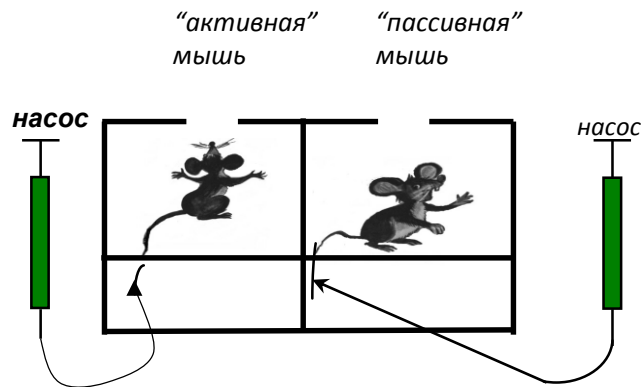 “активная”
мышь
“пассивная”
мышь
насос
насос